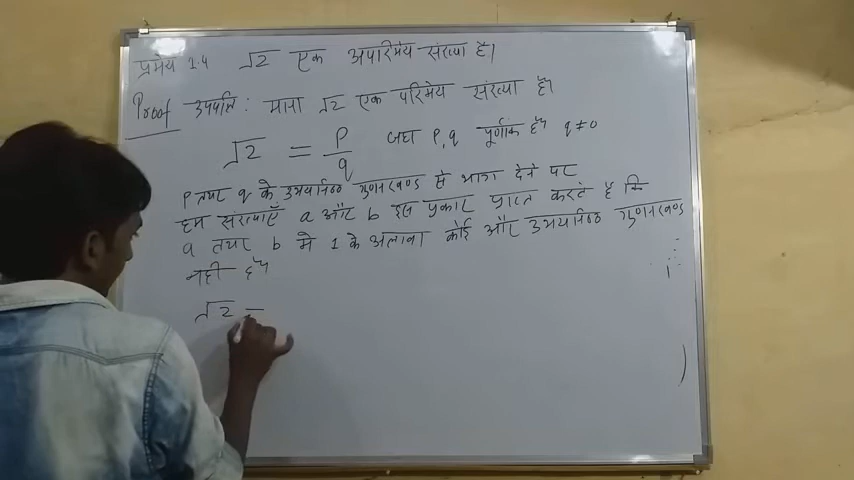 प्रमेय 1.4 √2 एक अपरिमेय संख्या है।
Proof उपपत्ति : माना √2 एक परिमेय संख्या है।
√2 = p/q जहा p, q पूर्णांक है q ≠ 0
p तथा q के उभयनिष्ठ गुणनखण्ड से भाग देने पर
हम संख्याएँ a और b इस प्रकार प्राप्त करते है कि
a तथा b मे 1 के अलावा कोई और उभयनिष्ठ गुणनखण्ड
नही है।
√2 =